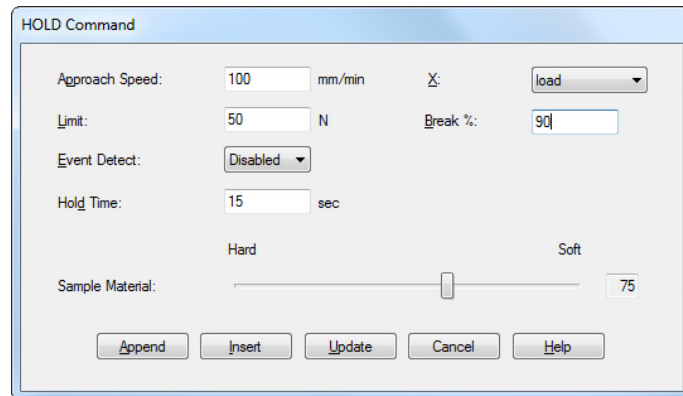 HOLD Command
Approach Speed: 100 mm/min X: load
Limit: 50 N Break %: 90
Event Detect: Disabled
Hold Time: 15 sec
Hard Soft
Sample Material: 75
Append Insert Update Cancel Help